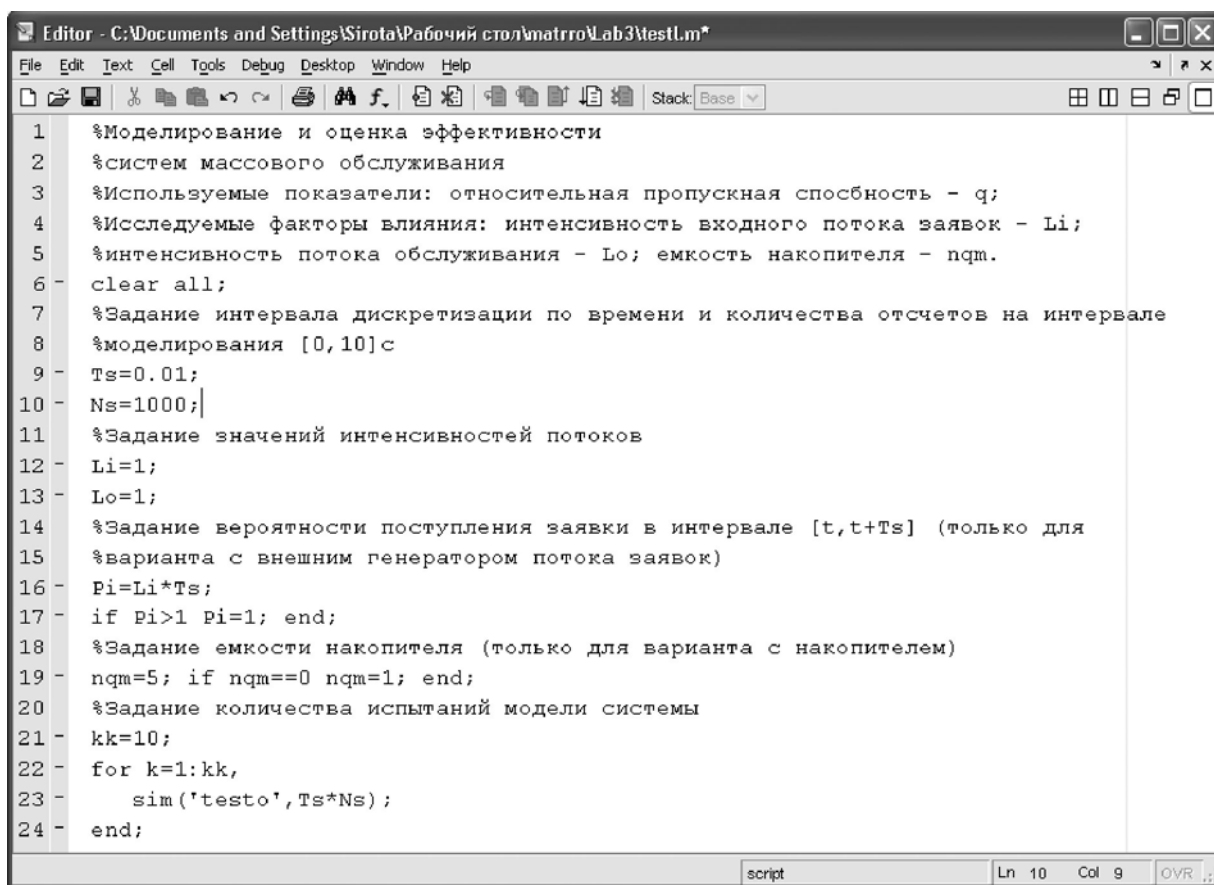 Editor - C:\Documents and Settings\Sirota\Рабочий стол\matrro\Lab3\testl.m*
File Edit Text Cell Tools Debug Desktop Window Help
Stack: Base
1 %Моделирование и оценка эффективности
2 %систем массового обслуживания
3 %Используемые показатели: относительная пропускная спосбность - q;
4 %Исследуемые факторы влияния: интенсивность входного потока заявок - Li;
5 %интенсивность потока обслуживания - Lo; емкость накопителя - nqm.
6 - clear all;
7 %Задание интервала дискретизации по времени и количества отсчетов на интервале
8 %моделирования [0,10]с
9 - Ts=0.01;
10 - Ns=1000;
11 %Задание значений интенсивностей потоков
12 - Li=1;
13 - Lo=1;
14 %Задание вероятности поступления заявки в интервале [t,t+Ts] (только для
15 %варианта с внешним генератором потока заявок)
16 - Pi=Li*Ts;
17 - if Pi>1 Pi=1; end;
18 %Задание емкости накопителя (только для варианта с накопителем)
19 - nqm=5; if nqm==0 nqm=1; end;
20 %Задание количества испытаний модели системы
21 - kk=10;
22 - for k=1:kk,
23 - sim('testo',Ts*Ns);
24 - end;
script Ln 10 Col 9 OVR